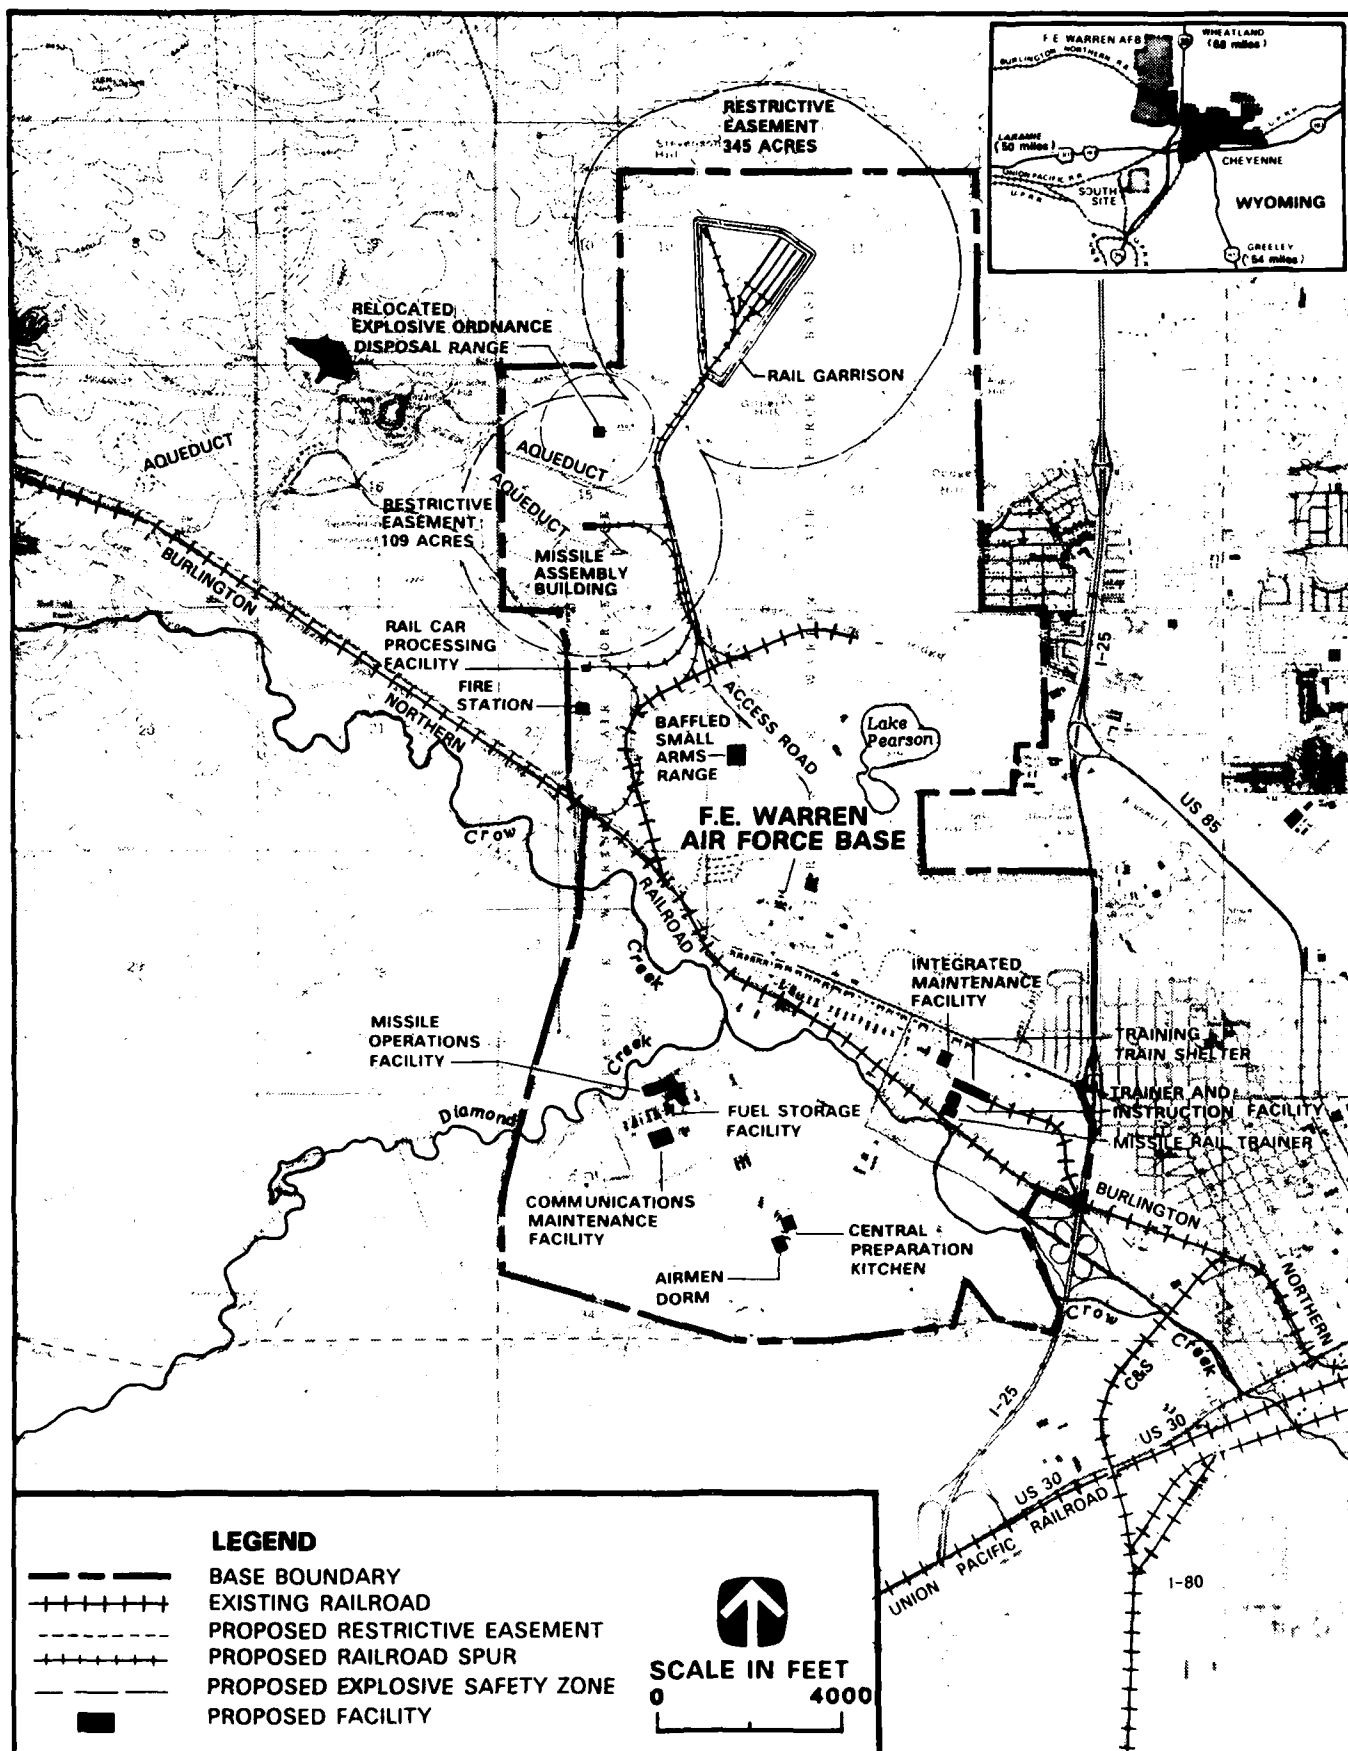 F.E. WARREN AFB
WHEATLAND
(68 miles)
BURLINGTON NORTHERN R.R.
LARAMIE
(50 miles)
U.P.R.R.
CHEYENNE
UNION PACIFIC R.R.
U.P.R.R.
SOUTH
SITE
WYOMING
GREELEY
(54 miles)
RESTRICTIVE
EASEMENT
345 ACRES
RELOCATED
EXPLOSIVE ORDNANCE
DISPOSAL RANGE
RAIL GARRISON
AQUEDUCT
AQUEDUCT
AQUEDUCT
16
15
RESTRICTIVE
EASEMENT
109 ACRES
MISSILE
ASSEMBLY
BUILDING
BURLINGTON
NORTHERN
RAILROAD
RAIL CAR
PROCESSING
FACILITY
FIRE
STATION
ACCESS ROAD
BAFFLED
SMALL
ARMS
RANGE
Lake
Pearson
I-25
US 85
F.E. WARREN
AIR FORCE BASE
Crow
Creek
INTEGRATED
MAINTENANCE
FACILITY
MISSILE
OPERATIONS
FACILITY
TRAINING
TRAIN SHELTER
TRAINER AND
INSTRUCTION FACILITY
MISSILE RAIL TRAINER
Diamond
Creek
FUEL STORAGE
FACILITY
COMMUNICATIONS
MAINTENANCE
FACILITY
CENTRAL
PREPARATION
KITCHEN
AIRMEN
DORM
BURLINGTON
NORTHERN
Crow
Creek
C&S
I-25
US 30
US 30
UNION PACIFIC RAILROAD
I-80
LEGEND
BASE BOUNDARY
EXISTING RAILROAD
PROPOSED RESTRICTIVE EASEMENT
PROPOSED RAILROAD SPUR
PROPOSED EXPLOSIVE SAFETY ZONE
PROPOSED FACILITY
SCALE IN FEET
0 4000